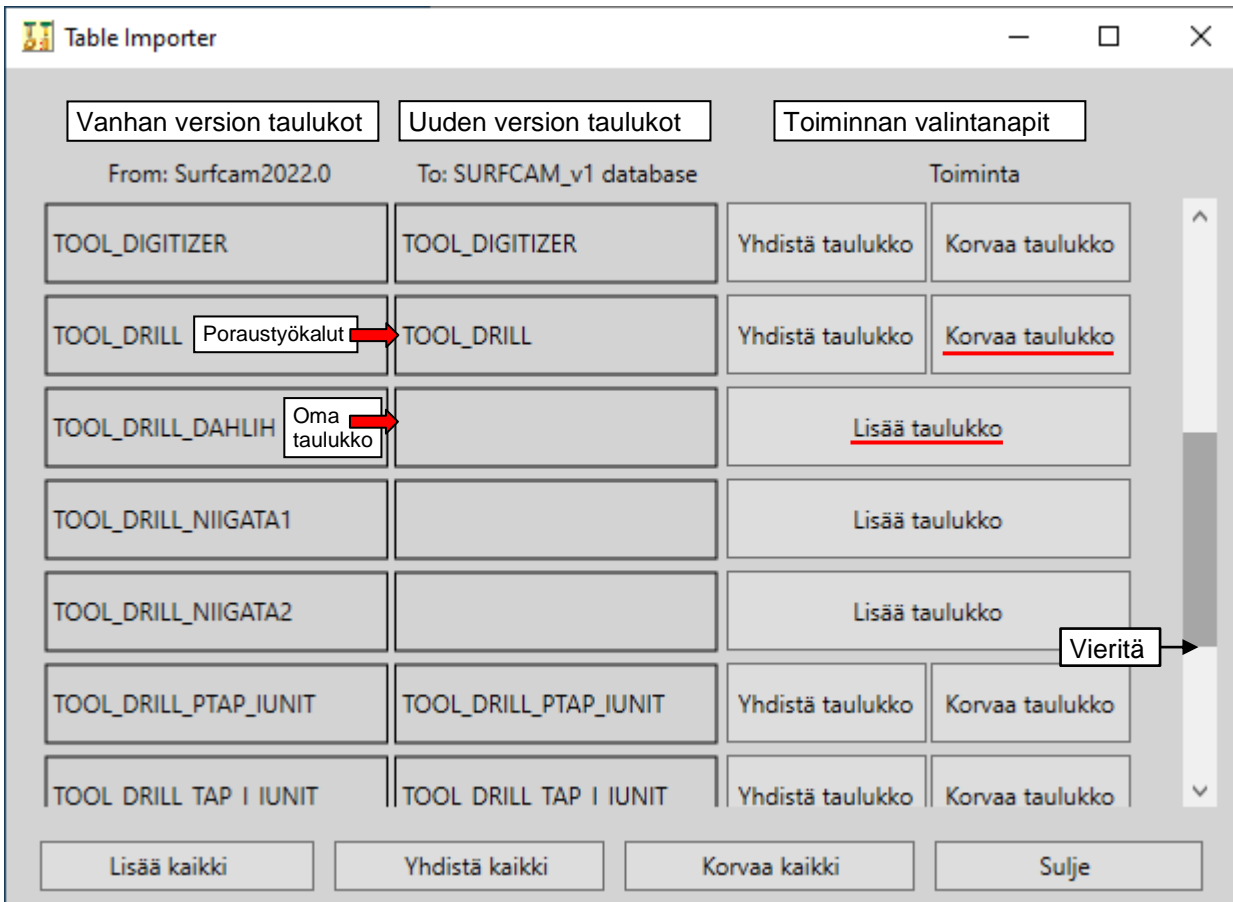 Table Importer
Vanhan version taulukot
Uuden version taulukot
Toiminnan valintanapit
From: Surfcam2022.0
To: SURFCAM_v1 database
Toiminta
TOOL_DIGITIZER
TOOL_DIGITIZER
Yhdistä taulukko
Korvaa taulukko
TOOL_DRILL
Poraustyökalut
TOOL_DRILL
Yhdistä taulukko
Korvaa taulukko
TOOL_DRILL_DAHLIH
Oma
taulukko
Lisää taulukko
TOOL_DRILL_NIIGATA1
Lisää taulukko
TOOL_DRILL_NIIGATA2
Lisää taulukko
Vieritä
TOOL_DRILL_PTAP_IUNIT
TOOL_DRILL_PTAP_IUNIT
Yhdistä taulukko
Korvaa taulukko
TOOL_DRILL_TAP_I_IUNIT
TOOL_DRILL_TAP_I_IUNIT
Yhdistä taulukko
Korvaa taulukko
Lisää kaikki
Yhdistä kaikki
Korvaa kaikki
Sulje